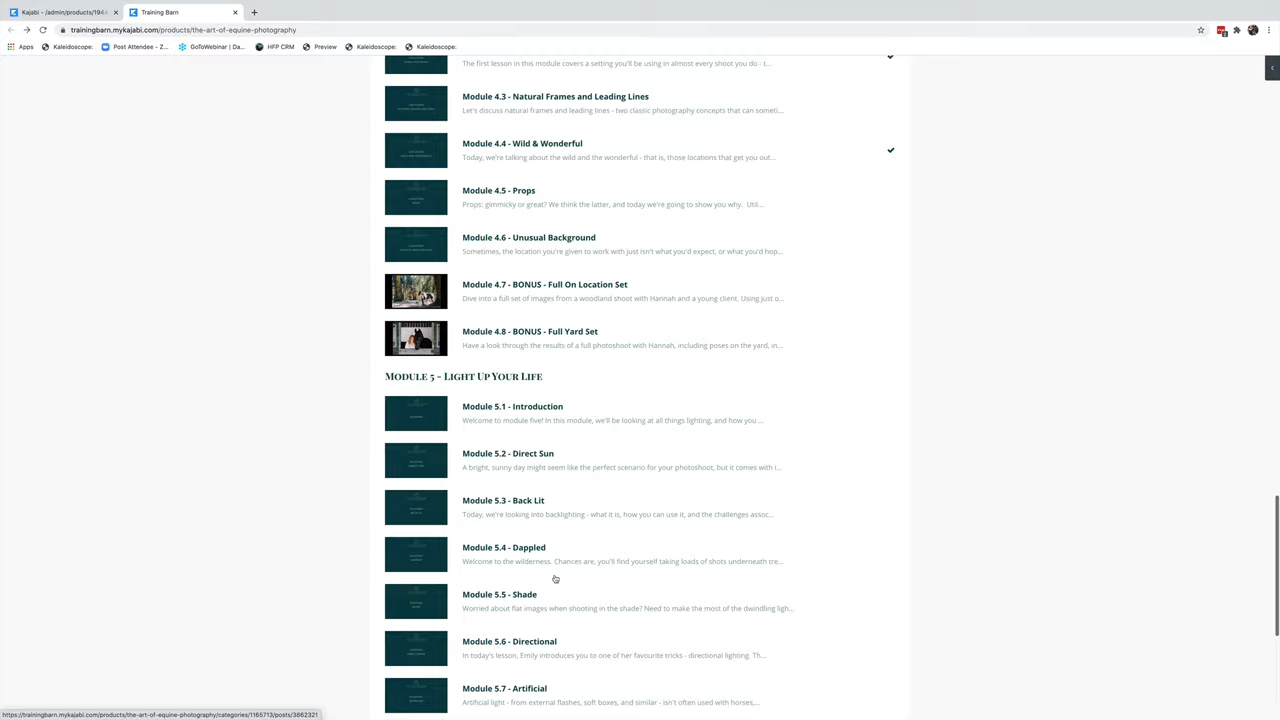 Kajabi - /admin/products/1944
Training Barn
trainingbarn.mykajabi.com/products/the-art-of-equine-photography
Apps
Kaleidoscope:
Post Attendee - Z...
GoToWebinar | Da...
HFP CRM
Preview
Kaleidoscope:
Kaleidoscope:
The first lesson in this module covers a setting you'll be using in almost every shoot you do - t...
Module 4.3 - Natural Frames and Leading Lines
Let's discuss natural frames and leading lines - two classic photography concepts that can someti...
Module 4.4 - Wild & Wonderful
Today, we're talking about the wild and the wonderful - that is, those locations that get you out...
Module 4.5 - Props
Props: gimmicky or great? We think the latter, and today we're going to show you why. Util...
Module 4.6 - Unusual Background
Sometimes, the location you're given to work with just isn't what you'd expect, or what you'd hop...
Module 4.7 - BONUS - Full On Location Set
Dive into a full set of images from a woodland shoot with Hannah and a young client. Using just o...
Module 4.8 - BONUS - Full Yard Set
Have a look through the results of a full photoshoot with Hannah, including poses on the yard, in...
Module 5 - Light Up Your Life
Module 5.1 - Introduction
Welcome to module five! In this module, we'll be looking at all things lighting, and how you ...
Module 5.2 - Direct Sun
A bright, sunny day might seem like the perfect scenario for your photoshoot, but it comes with i...
Module 5.3 - Back Lit
Today, we're looking into backlighting - what it is, how you can use it, and the challenges assoc...
Module 5.4 - Dappled
Welcome to the wilderness. Chances are, you'll find yourself taking loads of shots underneath tre...
Module 5.5 - Shade
Worried about flat images when shooting in the shade? Need to make the most of the dwindling ligh...
Module 5.6 - Directional
In today's lesson, Emily introduces you to one of her favourite tricks - directional lighting. Th...
Module 5.7 - Artificial
Artificial light - from external flashes, soft boxes, and similar - isn't often used with horses,...
https://trainingbarn.mykajabi.com/products/the-art-of-equine-photography/categories/1165713/posts/3862321